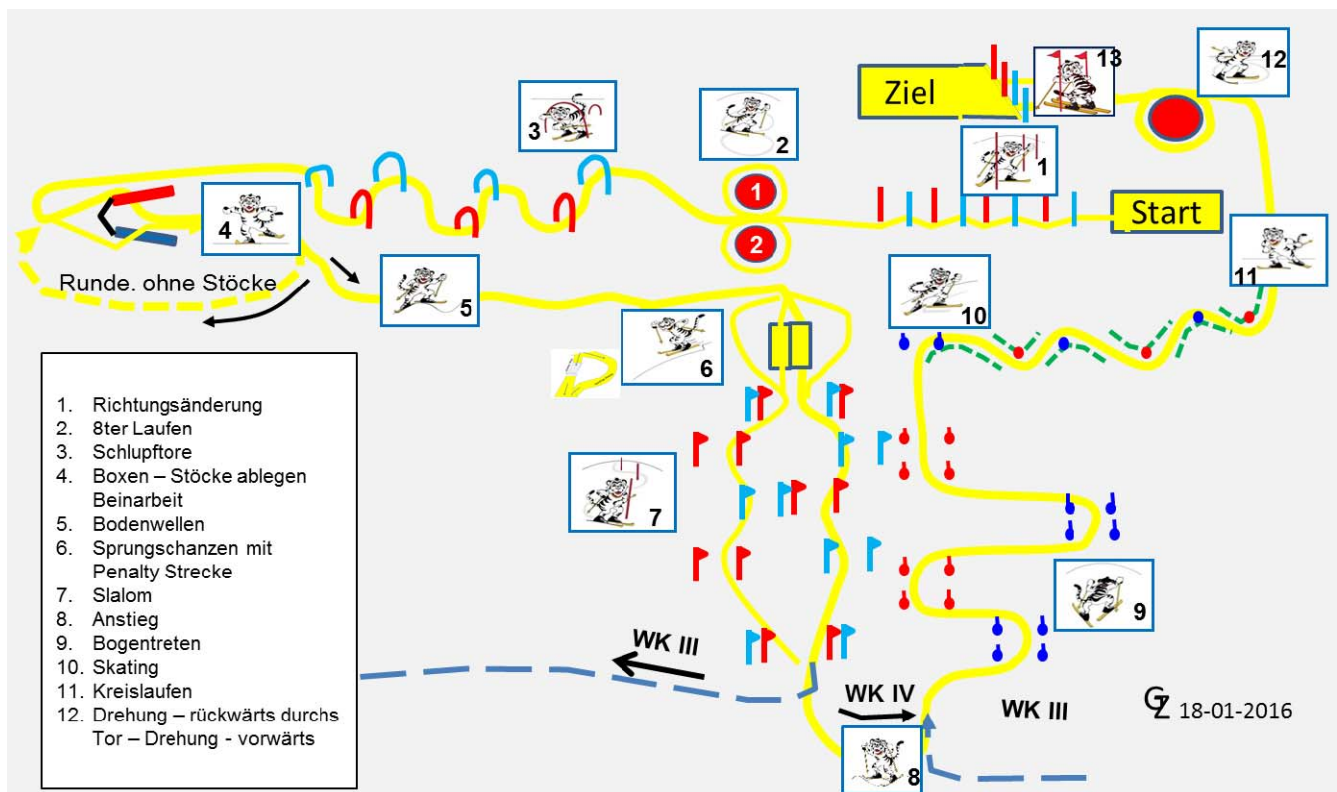 Ziel
13
12
3
2
1
1
2
Start
4
11
Runde. ohne Stöcke
5
10
6
1. Richtungsänderung
2. 8ter Laufen
3. Schlupftore
4. Boxen – Stöcke ablegen
Beinarbeit
5. Bodenwellen
6. Sprungschanzen mit
Penalty Strecke
7. Slalom
8. Anstieg
9. Bogentreten
10. Skating
11. Kreislaufen
12. Drehung – rückwärts durchs
Tor – Drehung - vorwärts
7
9
WK III
WK IV
WK III
GZ 18-01-2016
8